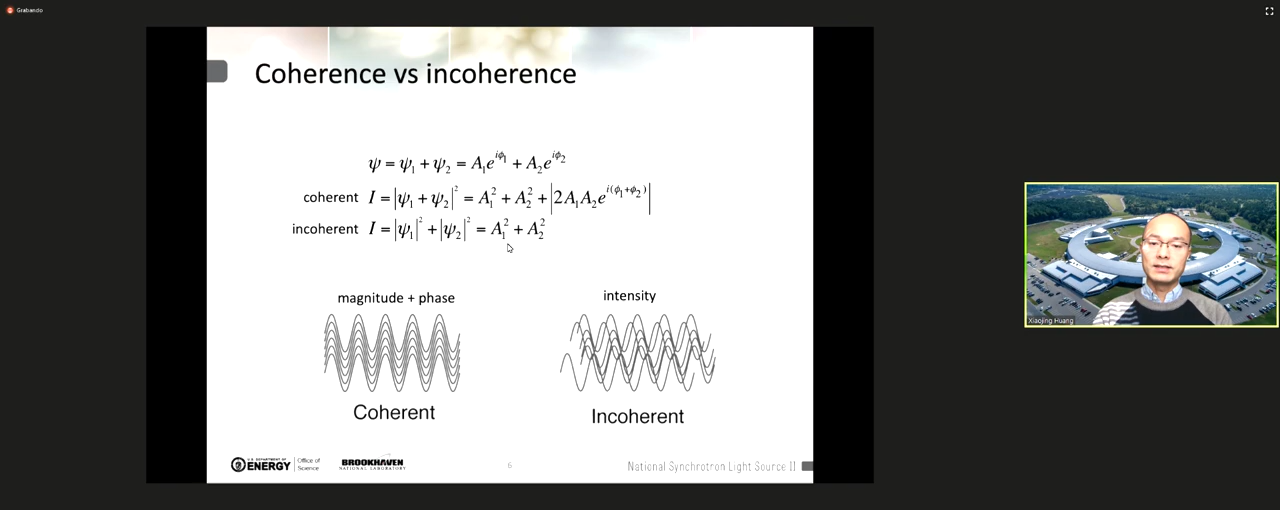 Grabando
Coherence vs incoherence
ψ = ψ₁ + ψ₂ = A₁e^{iϕ₁} + A₂e^{iϕ₂}
coherent I = |ψ₁ + ψ₂|² = A₁² + A₂² + |2A₁A₂e^{i(ϕ₁+ϕ₂)}|
incoherent I = |ψ₁|² + |ψ₂|² = A₁² + A₂²
magnitude + phase
intensity
Coherent
Incoherent
U.S. DEPARTMENT OF
ENERGY
Office of
Science
BROOKHAVEN
NATIONAL LABORATORY
6
National Synchrotron Light Source II
Xiaojing Huang